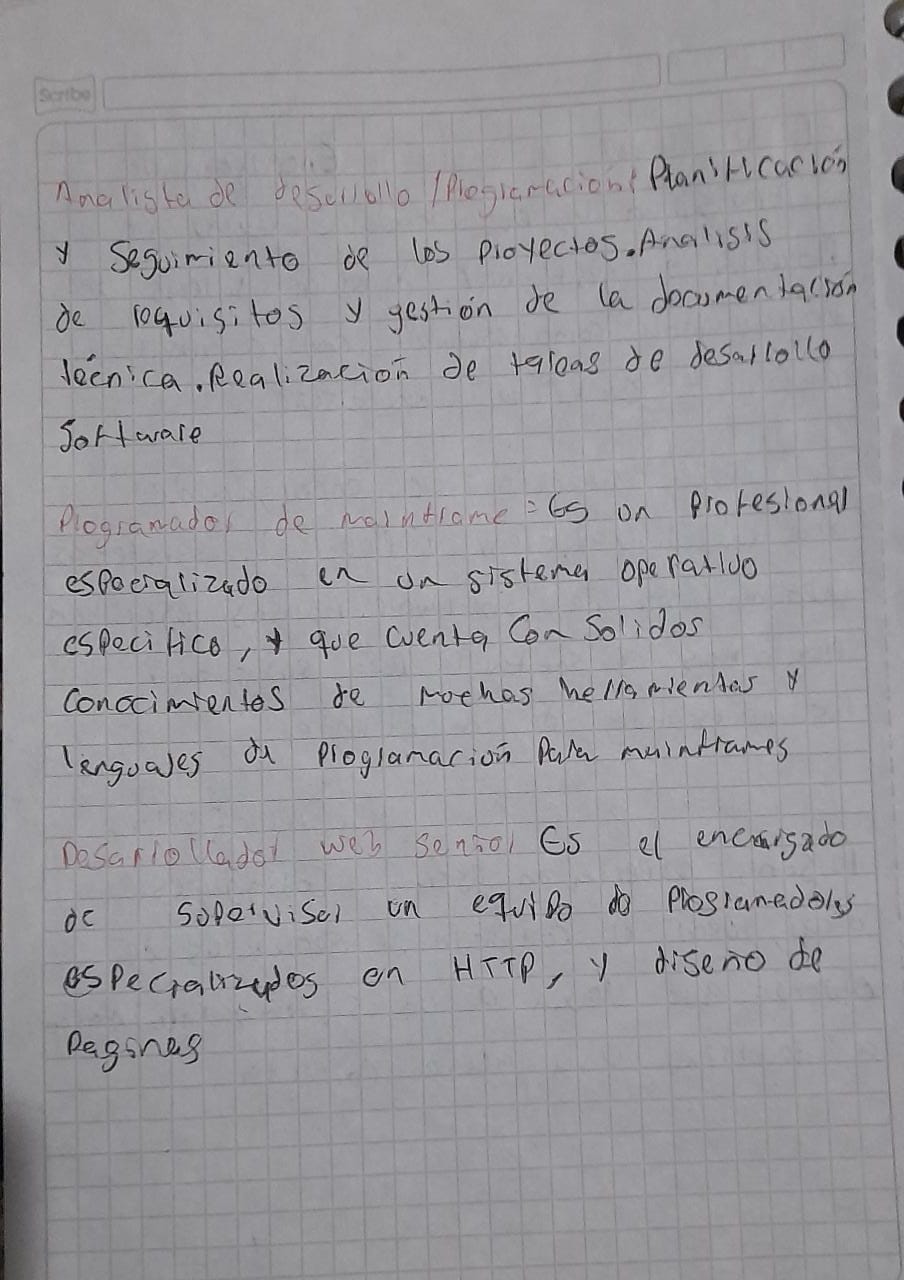 Scribe
Analista de desarrollo /Programacion: Planificación
y Seguimiento de los Proyectos. Analisis
de requisitos y gestión de la documentación
técnica. Realización de tareas de desarrollo
Software
Programador de mainframe = Es un Profesional
especializado en un sistema operativo
especifico, y que cuenta Con Solidos
Conocimientos de muchas herramientas y
lenguajes de Programación Para mainframes
Desarrollador web senior Es el encargado
de Supervisar un equipo de Programadores
especializados en HTTP, y diseño de
Paginas